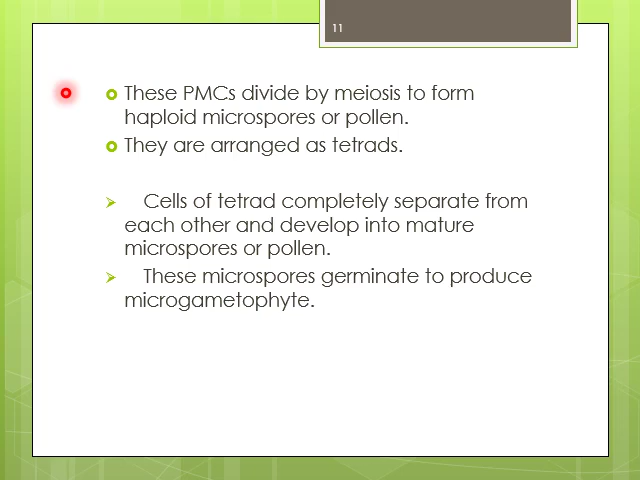 11
These PMCs divide by meiosis to form
haploid microspores or pollen.
They are arranged as tetrads.
Cells of tetrad completely separate from
each other and develop into mature
microspores or pollen.
These microspores germinate to produce
microgametophyte.